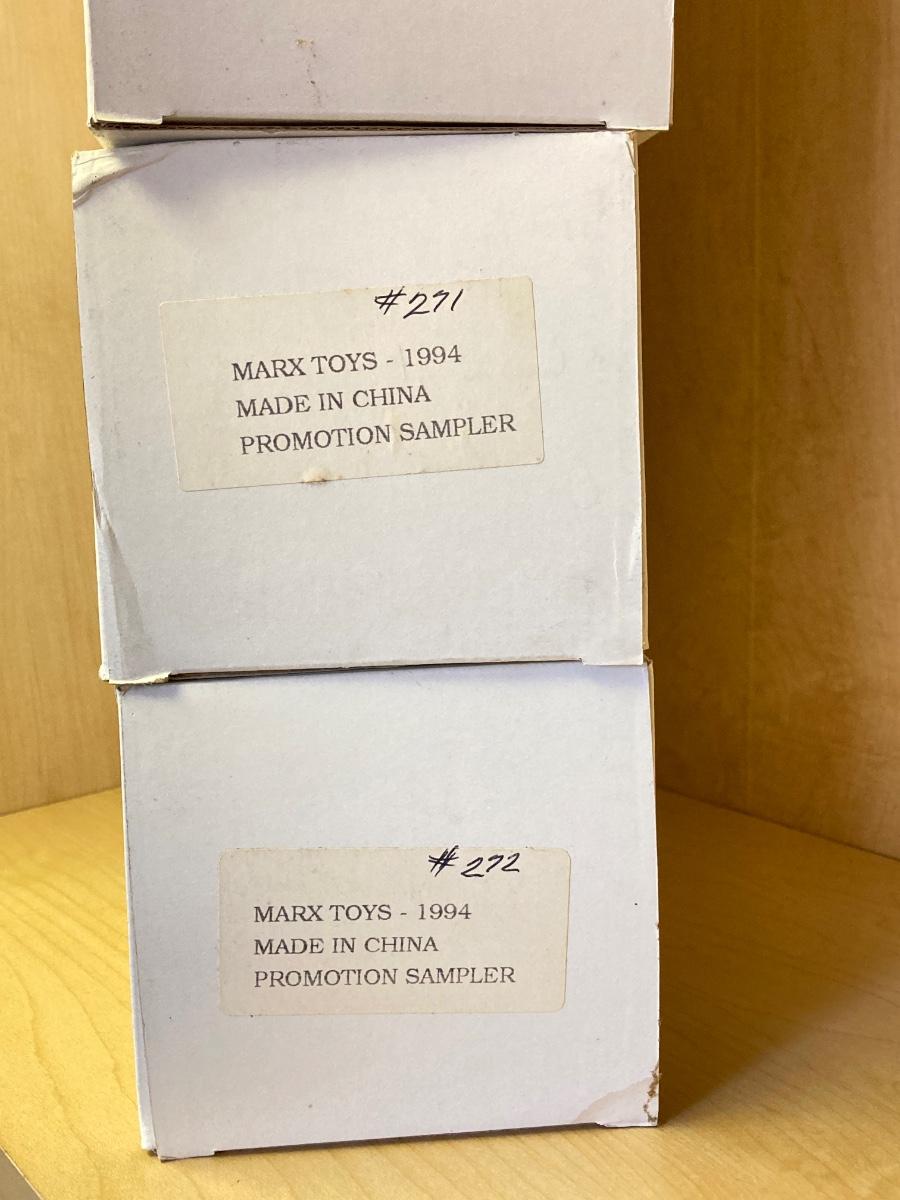 #271
MARX TOYS - 1994
MADE IN CHINA
PROMOTION SAMPLER
#272
MARX TOYS - 1994
MADE IN CHINA
PROMOTION SAMPLER